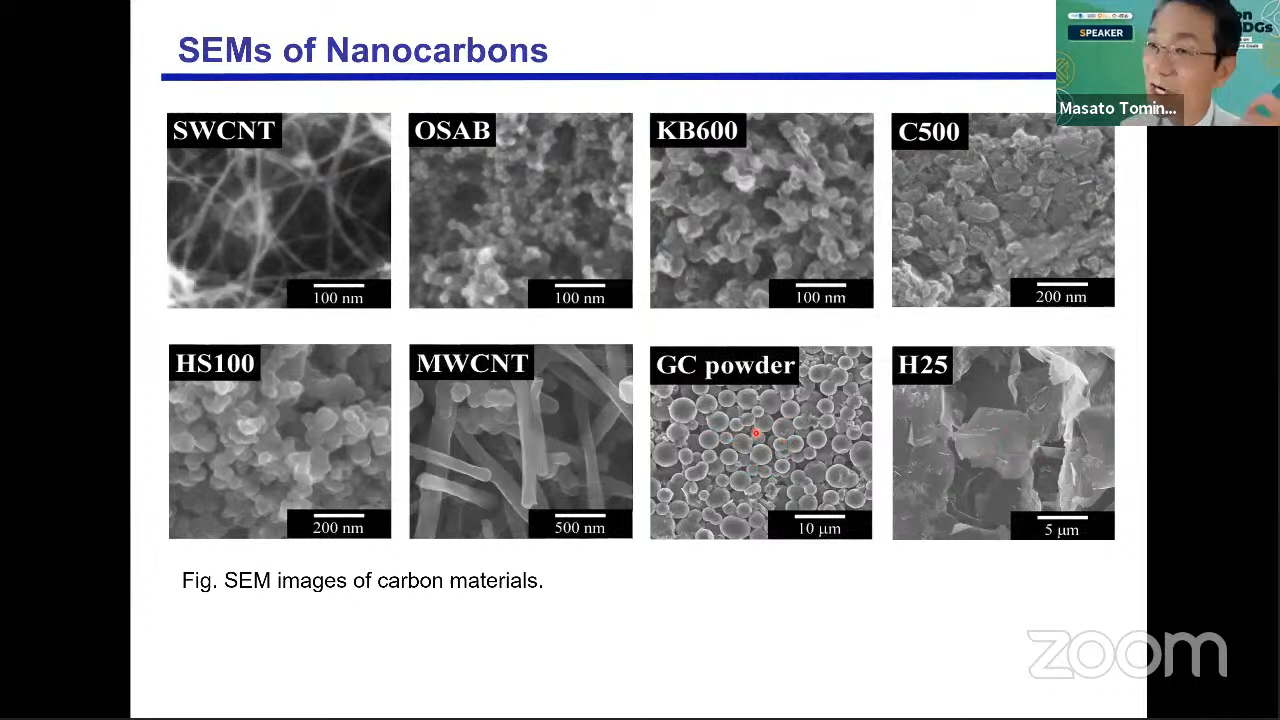 SEMs of Nanocarbons
SPEAKER
on
DGs
Masato Tomin...
SWCNT
100 nm
OSAB
100 nm
KB600
100 nm
C500
200 nm
HS100
200 nm
MWCNT
500 nm
GC powder
10 μm
H25
5 μm
Fig. SEM images of carbon materials.
zoom